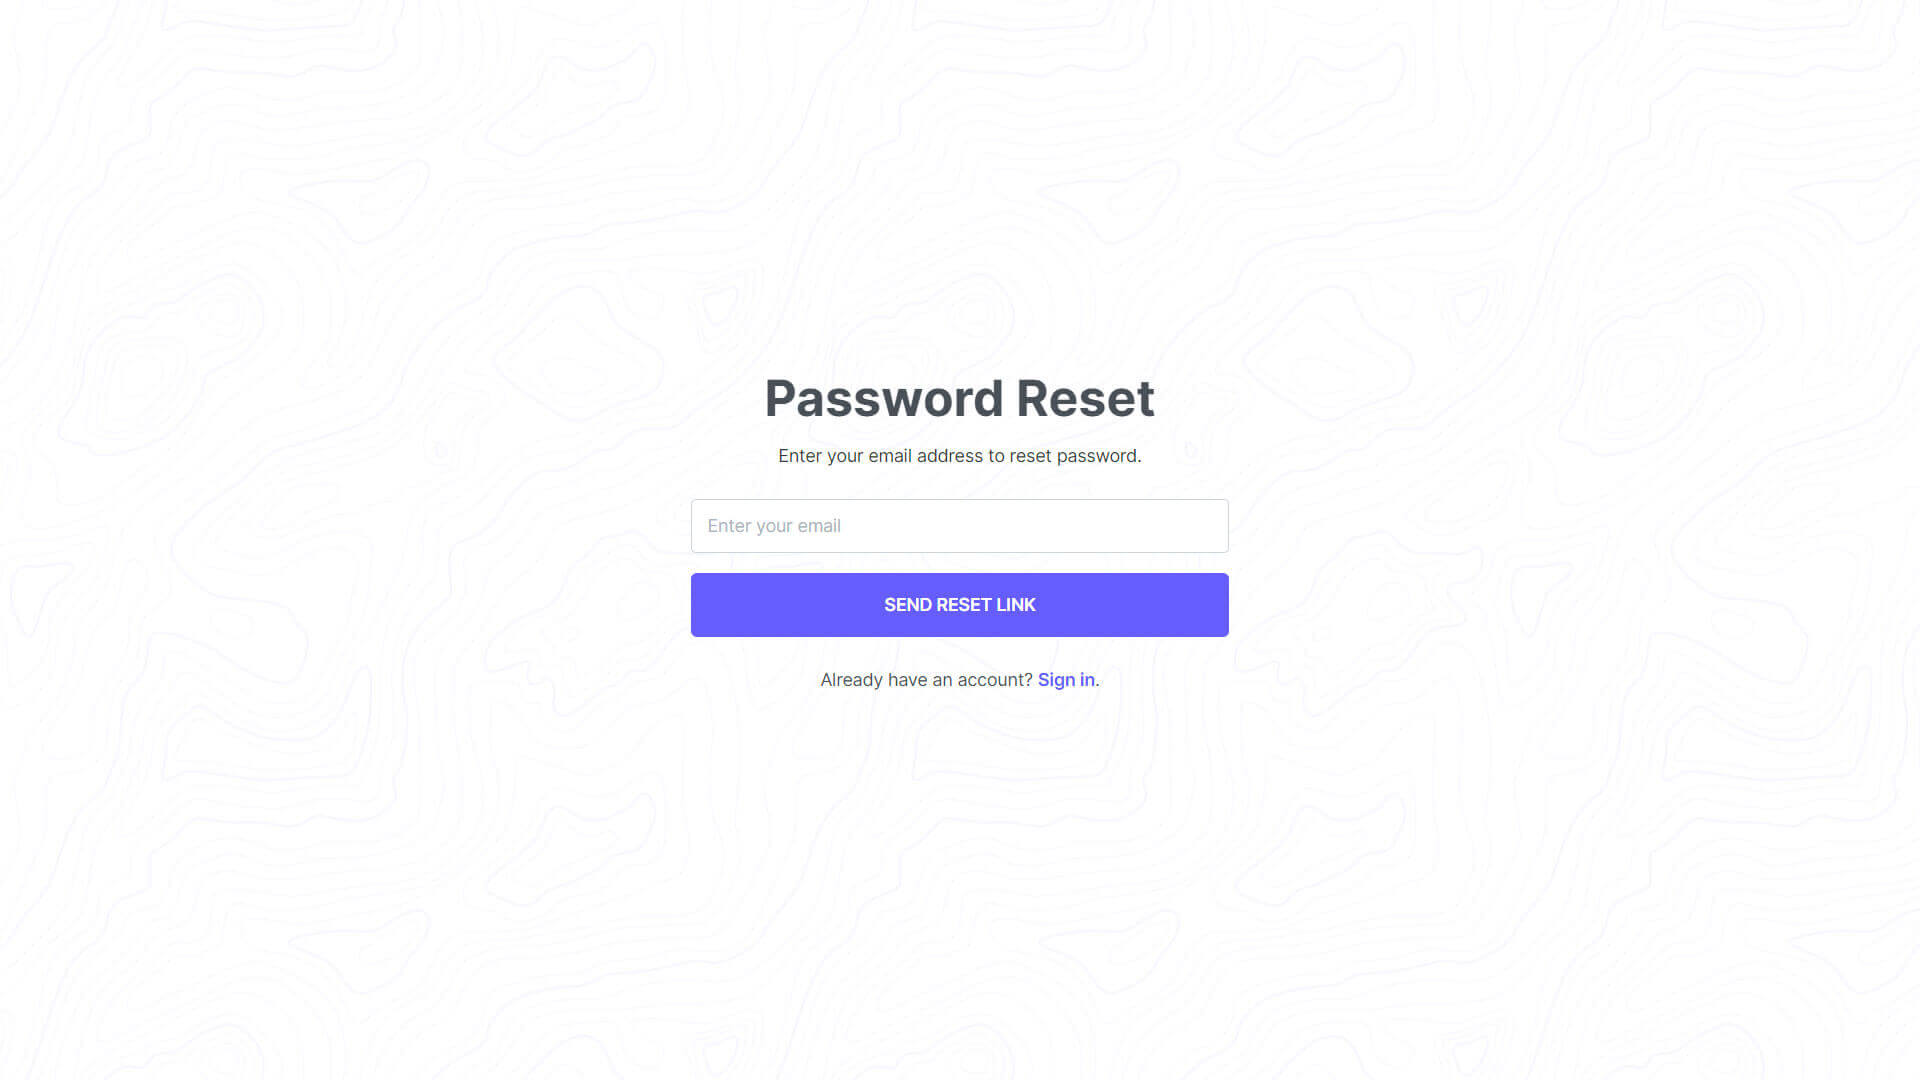 Password Reset
Enter your email address to reset password.
Enter your email
SEND RESET LINK
Already have an account? Sign in.